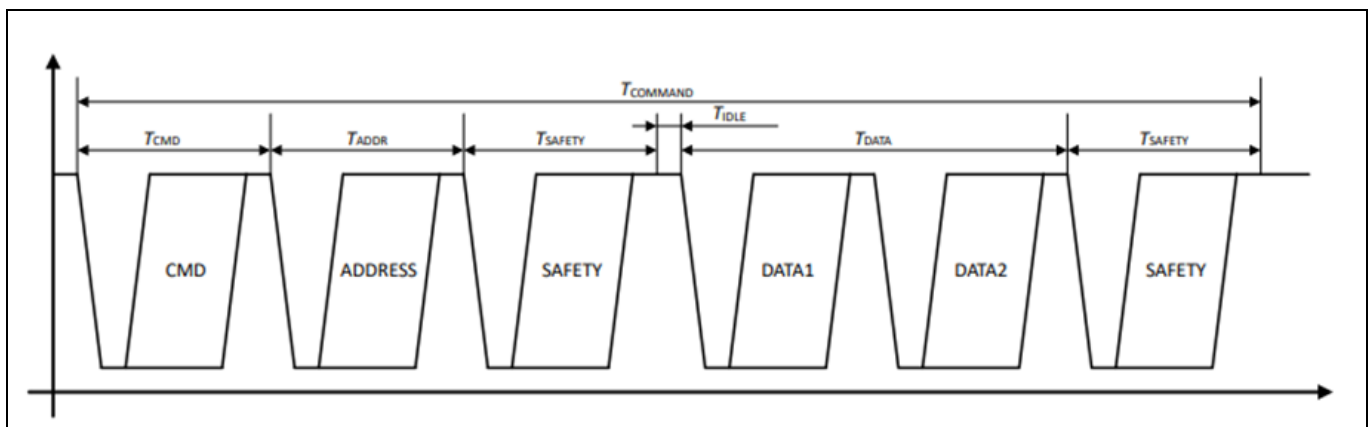 TCOMMAND
TIDLE
TCMD TADDR TSAFETY TDATA TSAFETY
CMD ADDRESS SAFETY DATA1 DATA2 SAFETY